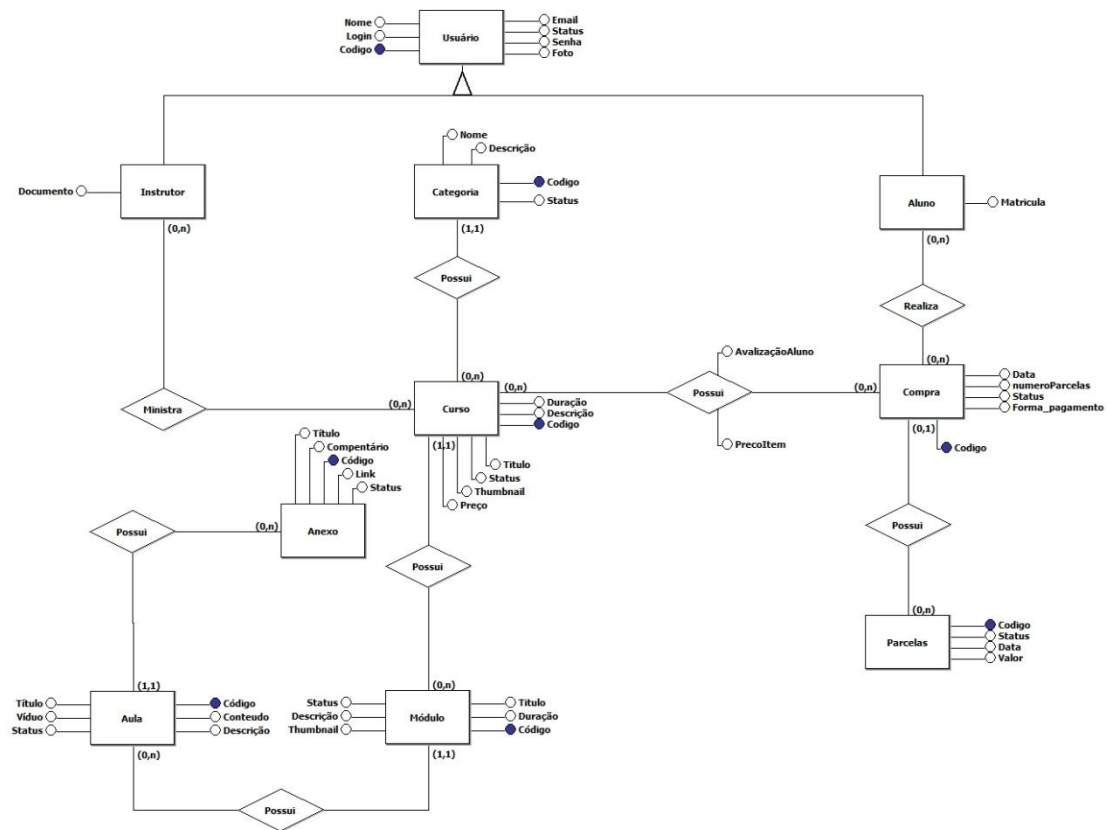 Nome
Login
Codigo
Usuário
Email
Status
Senha
Foto
Nome
Descrição
Documento
Instrutor
(0,n)
Categoria
(1,1)
Codigo
Status
Aluno
(0,n)
Matricula
Possui
Realiza
AvalizaçãoAluno
(0,n)
(0,n)
(0,n)
Ministra
(0,n)
Curso
(1,1)
Duração
Descrição
Codigo
Possui
(0,n)
Compra
(0,1)
Data
numeroParcelas
Status
Forma_pagamento
Codigo
PrecoItem
Título
Compentário
Código
Link
Status
Titulo
Status
Thumbnail
Preço
Possui
(0,n)
Anexo
Possui
Possui
(0,n)
Parcelas
Codigo
Status
Data
Valor
(1,1)
Título
Víduo
Status
Aula
(0,n)
Código
Conteudo
Descrição
(0,n)
Status
Descrição
Thumbnail
Módulo
(1,1)
Titulo
Duração
Código
Possui